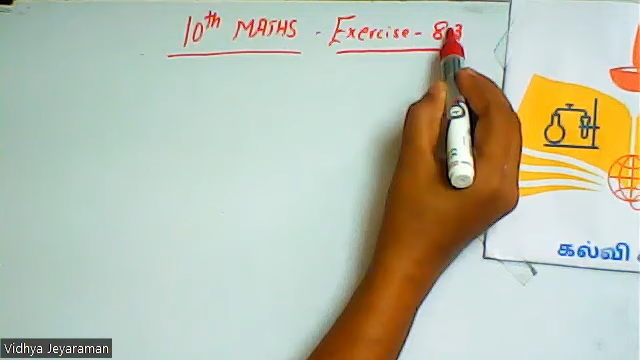 10th MATHS - Exercise - 8.3
கல்வி
Vidhya Jeyaraman